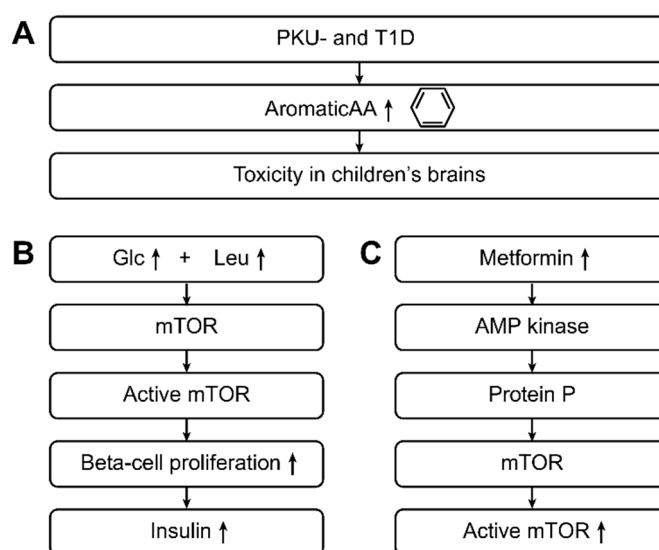 A
PKU- and T1D
AromaticAA ↑
Toxicity in children's brains
B
Glc ↑ + Leu ↑
mTOR
Active mTOR
Beta-cell proliferation ↑
Insulin ↑
C
Metformin ↑
AMP kinase
Protein P
mTOR
Active mTOR ↑